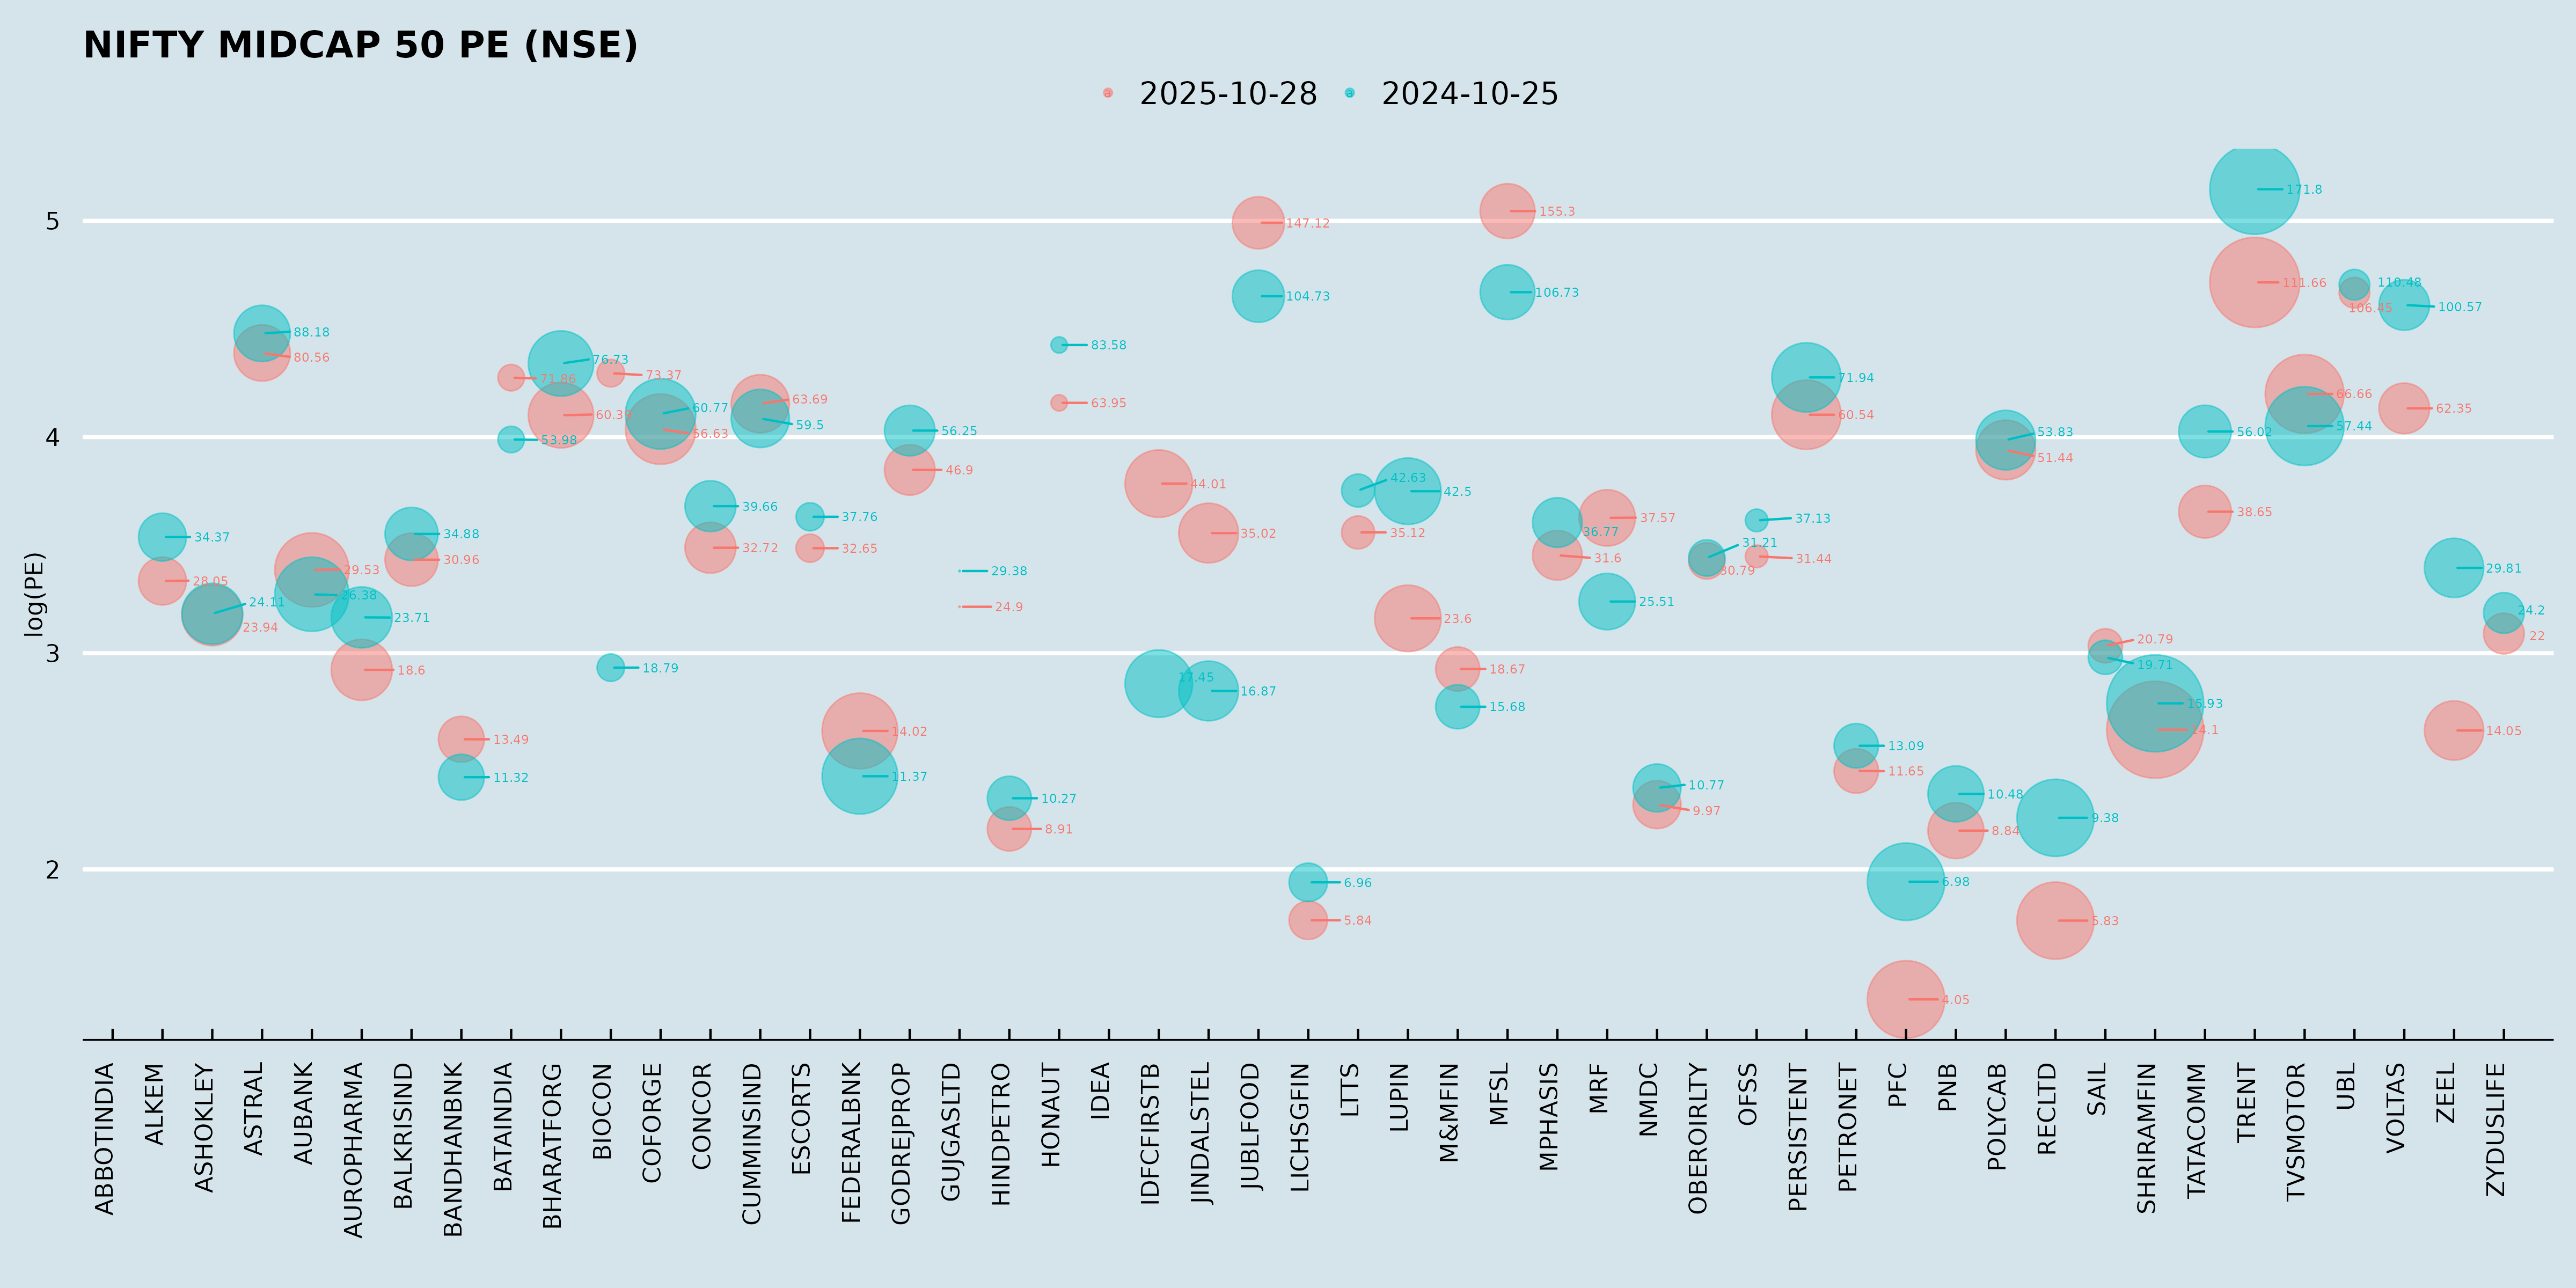 NIFTY MIDCAP 50 PE (NSE)
2025-10-28 2024-10-25
log(PE)
5
4
3
2
34.37
28.05
24.11
23.94
88.18
80.56
29.53
26.38
23.71
18.6
34.88
30.96
13.49
11.32
71.86
53.98
76.73
60.37
73.37
18.79
60.77
56.63
39.66
32.72
63.69
59.5
37.76
32.65
14.02
11.37
56.25
46.9
29.38
24.9
10.27
8.91
83.58
63.95
44.01
17.45
35.02
16.87
147.12
104.73
6.96
5.84
42.63
35.12
42.5
23.6
18.67
15.68
155.3
106.73
36.77
31.6
37.57
25.51
10.77
9.97
31.21
30.79
37.13
31.44
71.94
60.54
13.09
11.65
6.98
4.05
10.48
8.84
53.83
51.44
9.38
5.83
20.79
19.71
15.93
14.1
56.02
38.65
171.8
111.66
66.66
57.44
110.48
106.45
100.57
62.35
29.81
14.05
24.2
22
ABBOTINDIA
ALKEM
ASHOKLEY
ASTRAL
AUBANK
AUROPHARMA
BALKRISIND
BANDHANBNK
BATAINDIA
BHARATFORG
BIOCON
COFORGE
CONCOR
CUMMINSIND
ESCORTS
FEDERALBNK
GODREJPROP
GUJGASLTD
HINDPETRO
HONAUT
IDEA
IDFCFIRSTB
JINDALSTEL
JUBLFOOD
LICHSGFIN
LTTS
LUPIN
M&MFIN
MFSL
MPHASIS
MRF
NMDC
OBEROIRLTY
OFSS
PERSISTENT
PETRONET
PFC
PNB
POLYCAB
RECLTD
SAIL
SHRIRAMFIN
TATACOMM
TRENT
TVSMOTOR
UBL
VOLTAS
ZEEL
ZYDUSLIFE